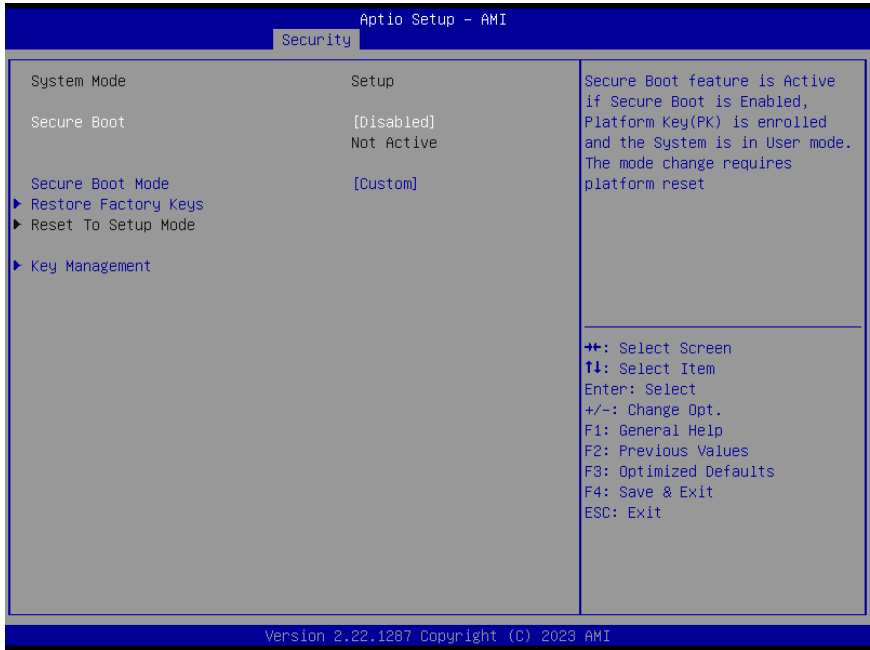 Aptio Setup – AMI
Security
System Mode Setup
Secure Boot [Disabled]
Not Active
Secure Boot Mode [Custom]
Restore Factory Keys
Reset To Setup Mode
Key Management
Secure Boot feature is Active
if Secure Boot is Enabled,
Platform Key(PK) is enrolled
and the System is in User mode.
The mode change requires
platform reset
→←: Select Screen
↑↓: Select Item
Enter: Select
+/-: Change Opt.
F1: General Help
F2: Previous Values
F3: Optimized Defaults
F4: Save & Exit
ESC: Exit
Version 2.22.1287 Copyright (C) 2023 AMI